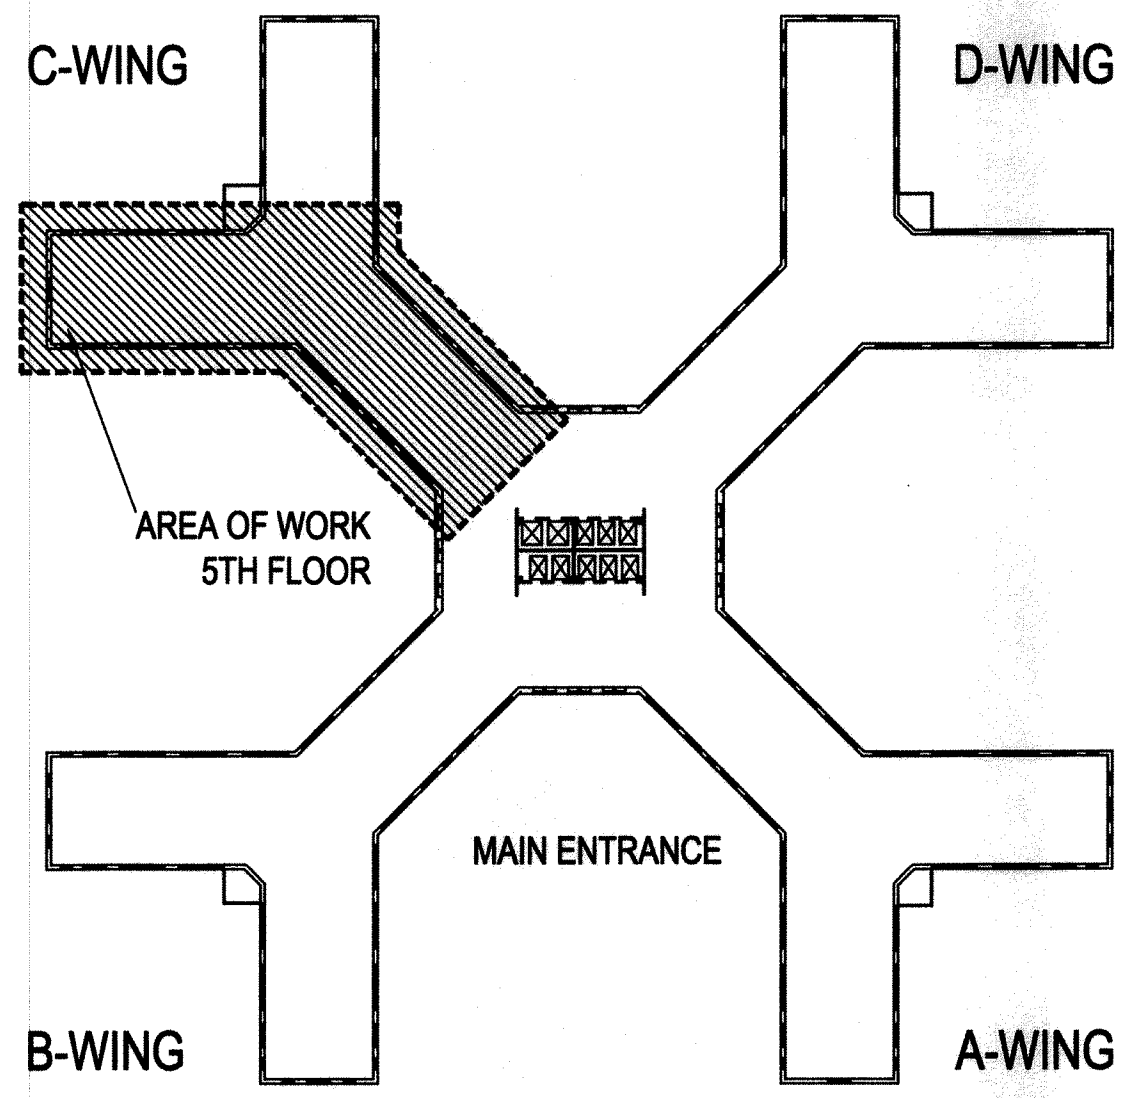 C-WING
D-WING
AREA OF WORK
5TH FLOOR
MAIN ENTRANCE
B-WING
A-WING